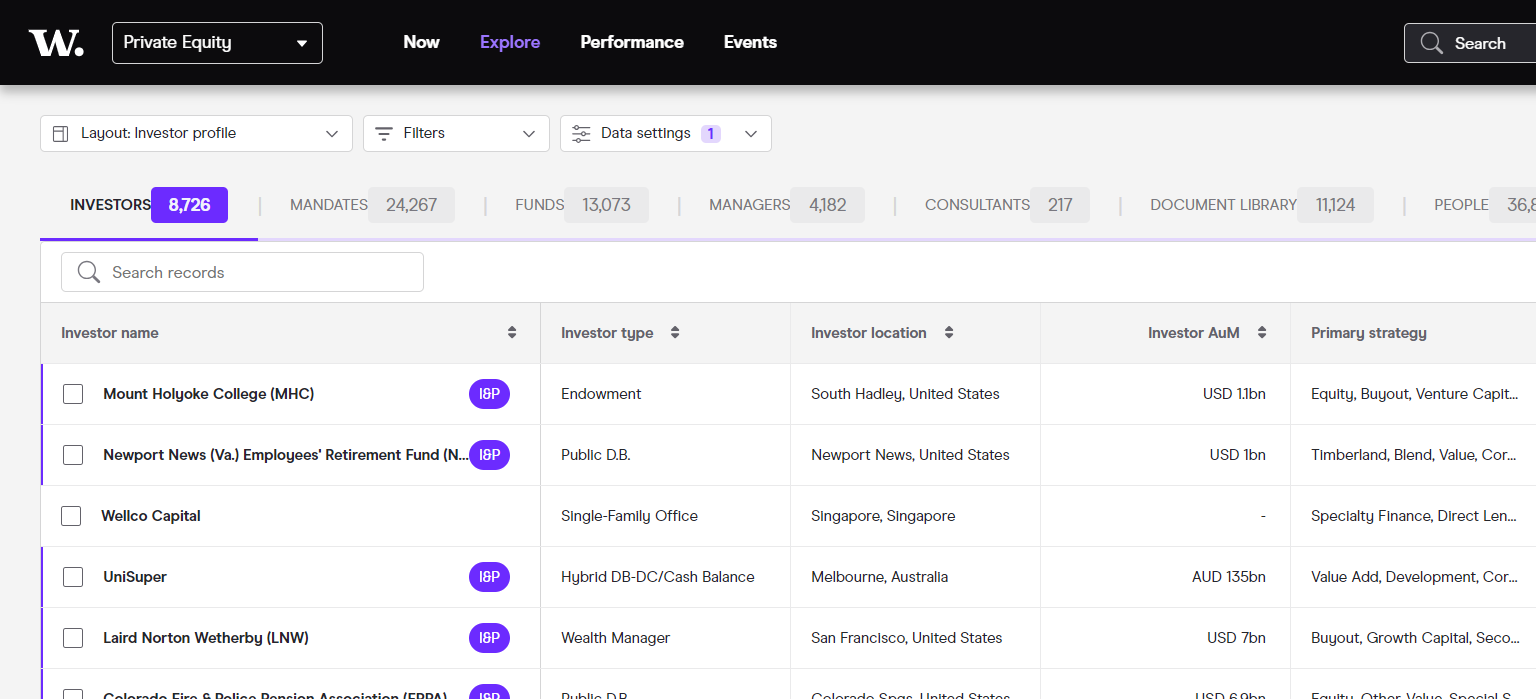 W.
Private Equity
Now Explore Performance Events
Search
Layout: Investor profile
Filters
Data settings 1
INVESTORS 8,726 | MANDATES 24,267 | FUNDS 13,073 | MANAGERS 4,182 | CONSULTANTS 217 | DOCUMENT LIBRARY 11,124 | PEOPLE 36,8
Search records
Investor name Investor type Investor location Investor AuM Primary strategy
Mount Holyoke College (MHC) I&P Endowment South Hadley, United States USD 1.1bn Equity, Buyout, Venture Capit...
Newport News (Va.) Employees' Retirement Fund (N... I&P Public D.B. Newport News, United States USD 1bn Timberland, Blend, Value, Cor...
Wellco Capital Single-Family Office Singapore, Singapore - Specialty Finance, Direct Len...
UniSuper I&P Hybrid DB-DC/Cash Balance Melbourne, Australia AUD 135bn Value Add, Development, Cor...
Laird Norton Wetherby (LNW) I&P Wealth Manager San Francisco, United States USD 7bn Buyout, Growth Capital, Seco...
Colorado Fire & Police Pension Association (FPPA) I&P Public D.B. Colorado Spgs, United States USD 6.9bn Equity, Other, Value, Special S...